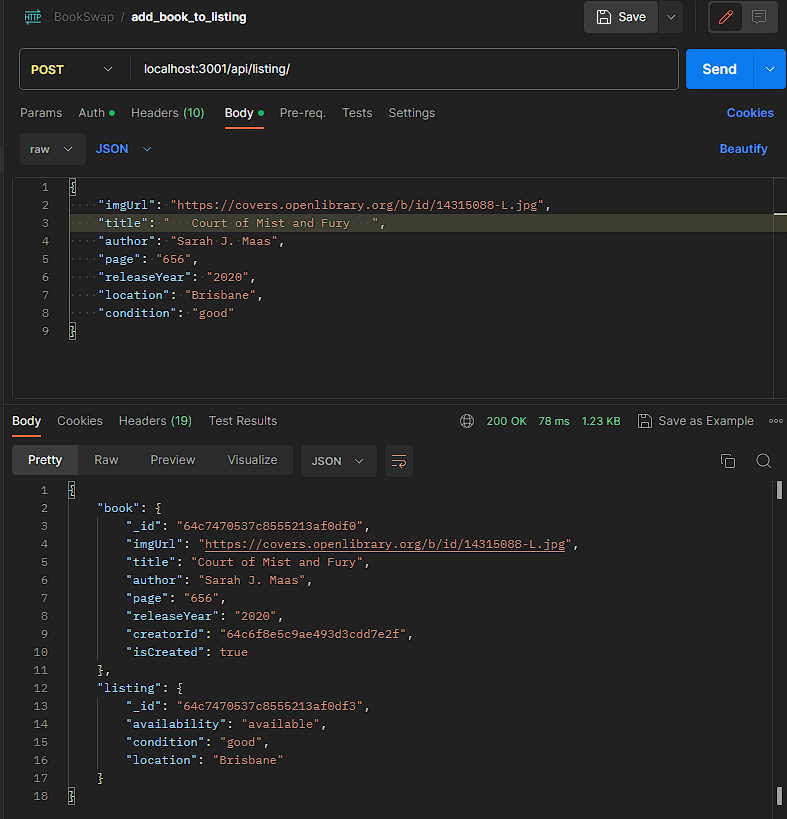 HTTP BookSwap / add_book_to_listing Save
POST localhost:3001/api/listing/ Send
Params Auth Headers (10) Body Pre-req. Tests Settings Cookies
raw JSON Beautify
1 {
2 "imgUrl": "https://covers.openlibrary.org/b/id/14315088-L.jpg",
3 "title": "   Court of Mist and Fury   ",
4 "author": "Sarah J. Maas",
5 "page": "656",
6 "releaseYear": "2020",
7 "location": "Brisbane",
8 "condition": "good"
9 }
Body Cookies Headers (19) Test Results 200 OK 78 ms 1.23 KB Save as Example
Pretty Raw Preview Visualize JSON
1 {
2 "book": {
3 "_id": "64c7470537c8555213af0df0",
4 "imgUrl": "https://covers.openlibrary.org/b/id/14315088-L.jpg",
5 "title": "Court of Mist and Fury",
6 "author": "Sarah J. Maas",
7 "page": "656",
8 "releaseYear": "2020",
9 "creatorId": "64c6f8e5c9ae493d3cdd7e2f",
10 "isCreated": true
11 },
12 "listing": {
13 "_id": "64c7470537c8555213af0df3",
14 "availability": "available",
15 "condition": "good",
16 "location": "Brisbane"
17 }
18 }